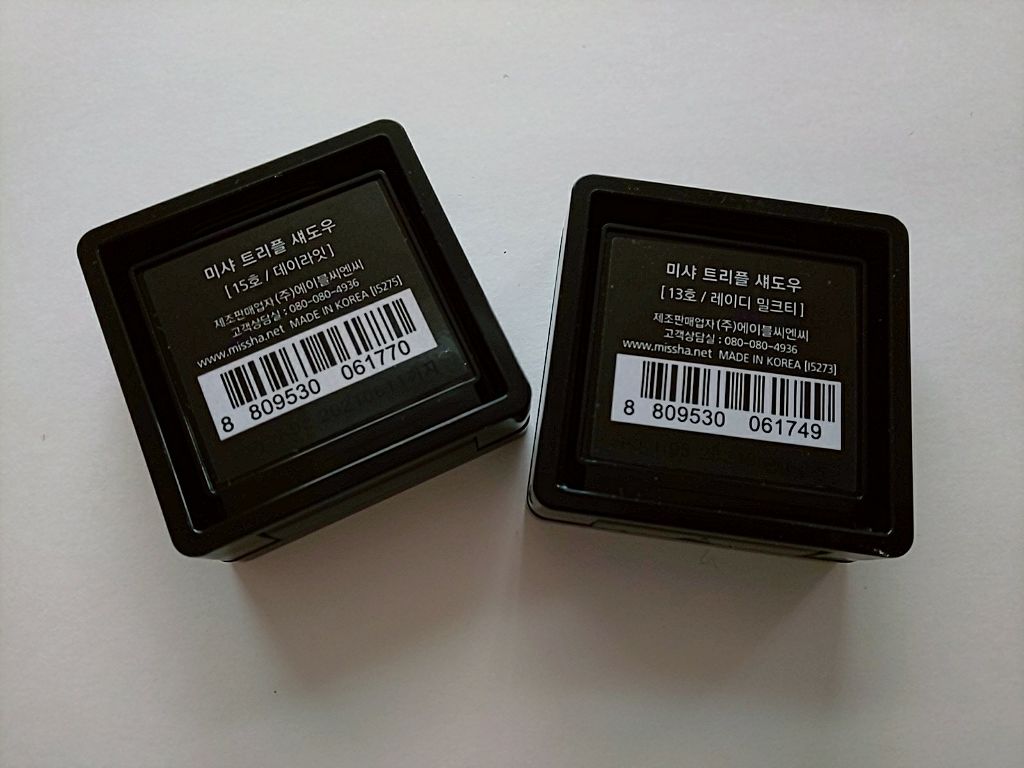 미샤 트리플 섀도우
[ 15호 / 데이라잇 ]
제조판매업자 (주)에이블씨엔씨
고객상담실 : 080-080-4936
www.missha.net MADE IN KOREA [I5275]
8 809530 061770
미샤 트리플 섀도우
[ 13호 / 레이디 밀크티 ]
제조판매업자 (주)에이블씨엔씨
고객상담실 : 080-080-4936
www.missha.net MADE IN KOREA [I5273]
8 809530 061749